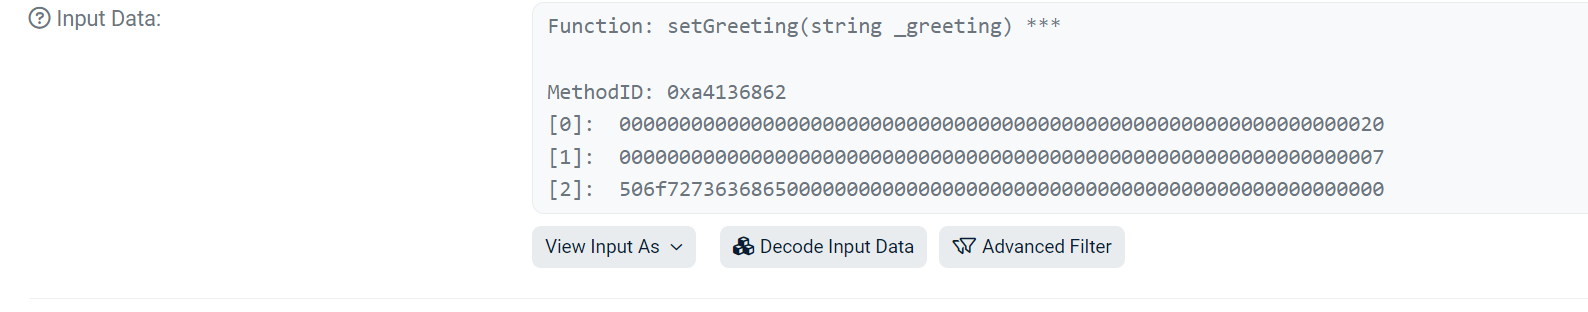 Input Data:
Function: setGreeting(string _greeting) ***
MethodID: 0xa4136862
[0]: 0000000000000000000000000000000000000000000000000000000000000020
[1]: 0000000000000000000000000000000000000000000000000000000000000007
[2]: 506f727363686500000000000000000000000000000000000000000000000000
View Input As
Decode Input Data
Advanced Filter